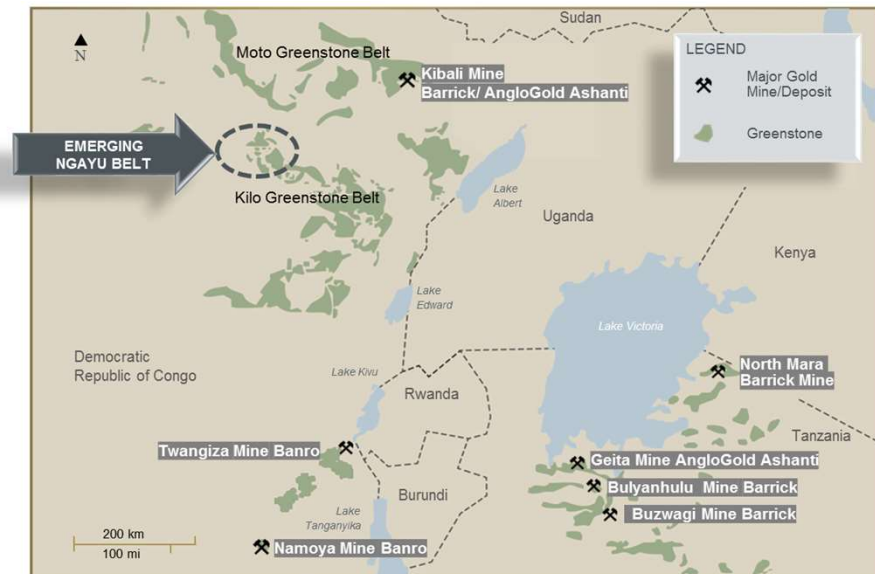 Sudan
N
Moto Greenstone Belt
Kibali Mine
Barrick/ AngloGold Ashanti
LEGEND
Major Gold
Mine/Deposit
Greenstone
EMERGING
NGAYU BELT
Kilo Greenstone Belt
Lake
Albert
Uganda
Kenya
Lake
Edward
Lake Victoria
Democratic
Republic of Congo
Lake Kivu
Rwanda
North Mara
Barrick Mine
Tanzania
Twangiza Mine Banro
Geita Mine AngloGold Ashanti
Bulyanhulu Mine Barrick
Burundi
Buzwagi Mine Barrick
Lake
Tanganyika
200 km
100 mi
Namoya Mine Banro